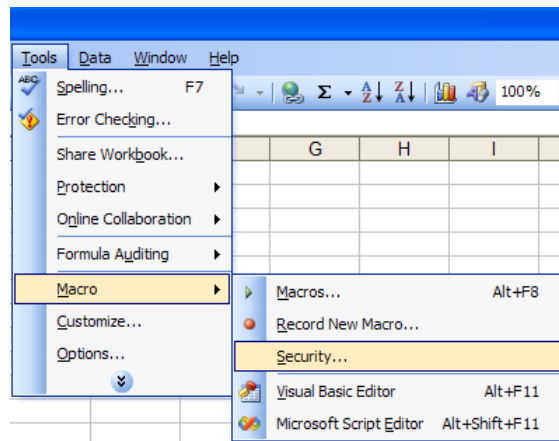 Tools Data Window Help
ABC Spelling... F7
Σ A Z Z A 100%
Error Checking...
Share Workbook...
G H I
Protection
Online Collaboration
Formula Auditing
Macro
Macros... Alt+F8
Customize...
Record New Macro...
Options...
Security...
Visual Basic Editor Alt+F11
Microsoft Script Editor Alt+Shift+F11